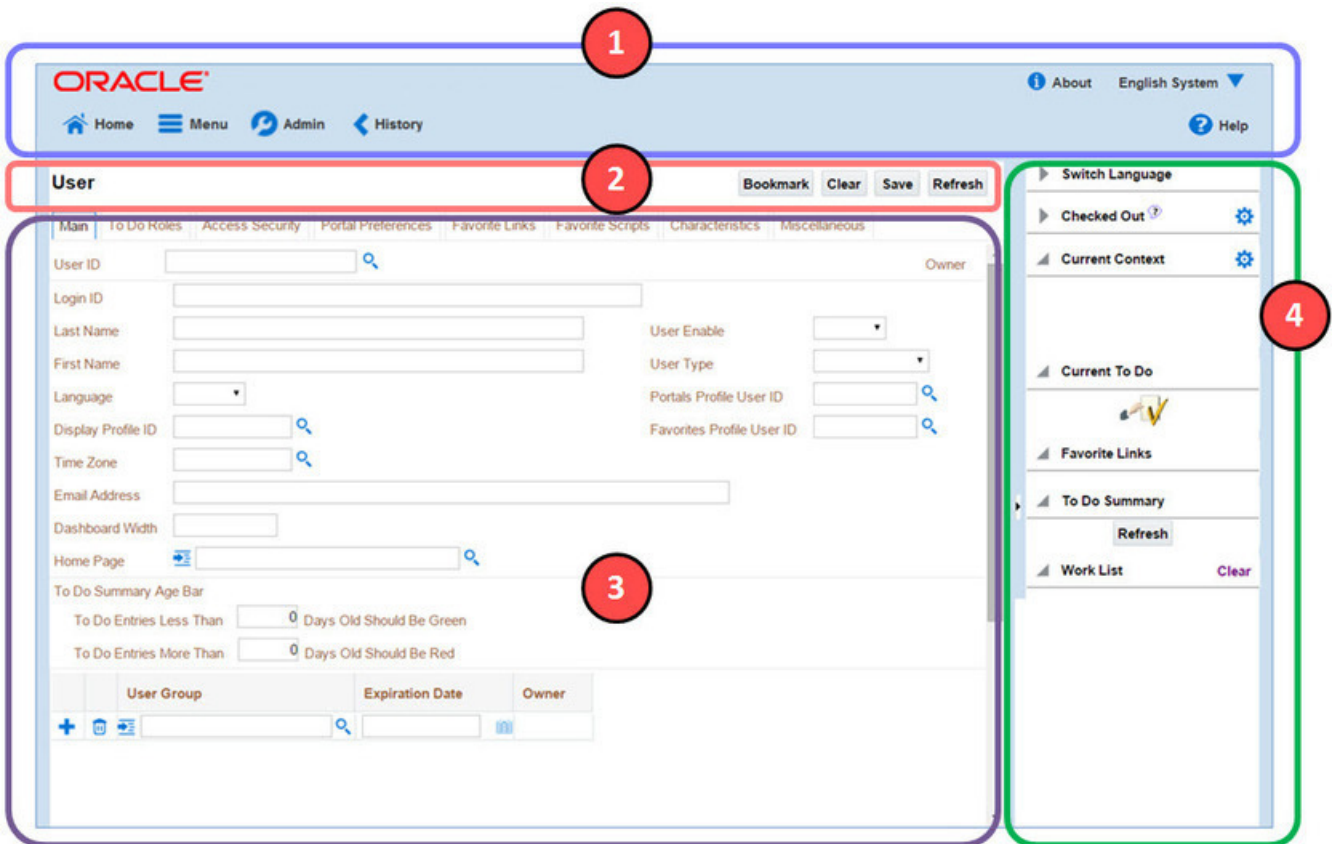 1
ORACLE®
About English System
Home Menu Admin History Help
2
User Bookmark Clear Save Refresh
Main To Do Roles Access Security Portal Preferences Favorite Links Favorite Scripts Characteristics Miscellaneous
User ID Owner
Login ID
Last Name User Enable
First Name User Type
Language Portals Profile User ID
Display Profile ID Favorites Profile User ID
Time Zone
Email Address
Dashboard Width
Home Page
3
To Do Summary Age Bar
To Do Entries Less Than 0 Days Old Should Be Green
To Do Entries More Than 0 Days Old Should Be Red
User Group Expiration Date Owner
Switch Language
Checked Out ?
Current Context
4
Current To Do
Favorite Links
To Do Summary
Refresh
Work List Clear